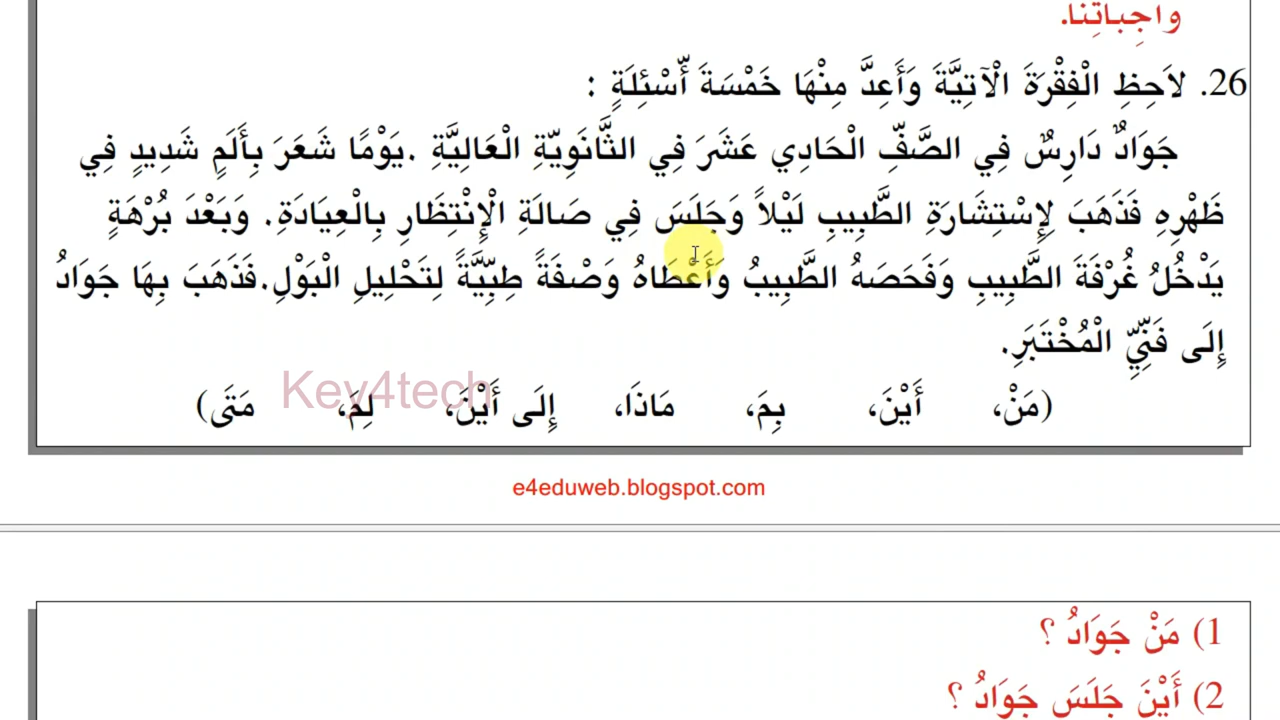 واجِباتِنا.
26. لاَحِظِ الْفِقْرَةَ الْآتِيَّةَ وَأَعِدَّ مِنْهَا خَمْسَةَ أَسْئِلَةٍ :
جَوَادٌ دَارِسٌ فِي الصَّفِّ الْحَادِي عَشَرَ فِي الثَّانَوِيّةِ الْعَالِيَّةِ .يَوْمًا شَعَرَ بِأَلَمٍ شَدِيدٍ فِي
ظَهْرِهِ فَذَهَبَ لِإسْتِشَارَةِ الطَّبِيبِ لَيْلاً وَجَلَسَ فِي صَالَةِ الْإِنْتِظَارِ بِالْعِيَادَةِ. وَبَعْدَ بُرْهَةٍ
يَدْخُلُ غُرْفَةَ الطَّبِيبِ وَفَحَصَهُ الطَّبِيبُ وَأَعْطَاهُ وَصْفَةً طِبِّيَّةً لِتَحْلِيلِ الْبَوْلِ.فَذَهَبَ بِهَا جَوَادُ
إِلَى فَنِّيِّ الْمُخْتَبَرِ.
(مَنْ، أَيْنَ، بِمَ، مَاذَا، إِلَى أَيْنَ، لِمَ، مَتَى)
Key4tech
e4eduweb.blogspot.com
1) مَنْ جَوَادُ ؟
2) أَيْنَ جَلَسَ جَوَادُ ؟